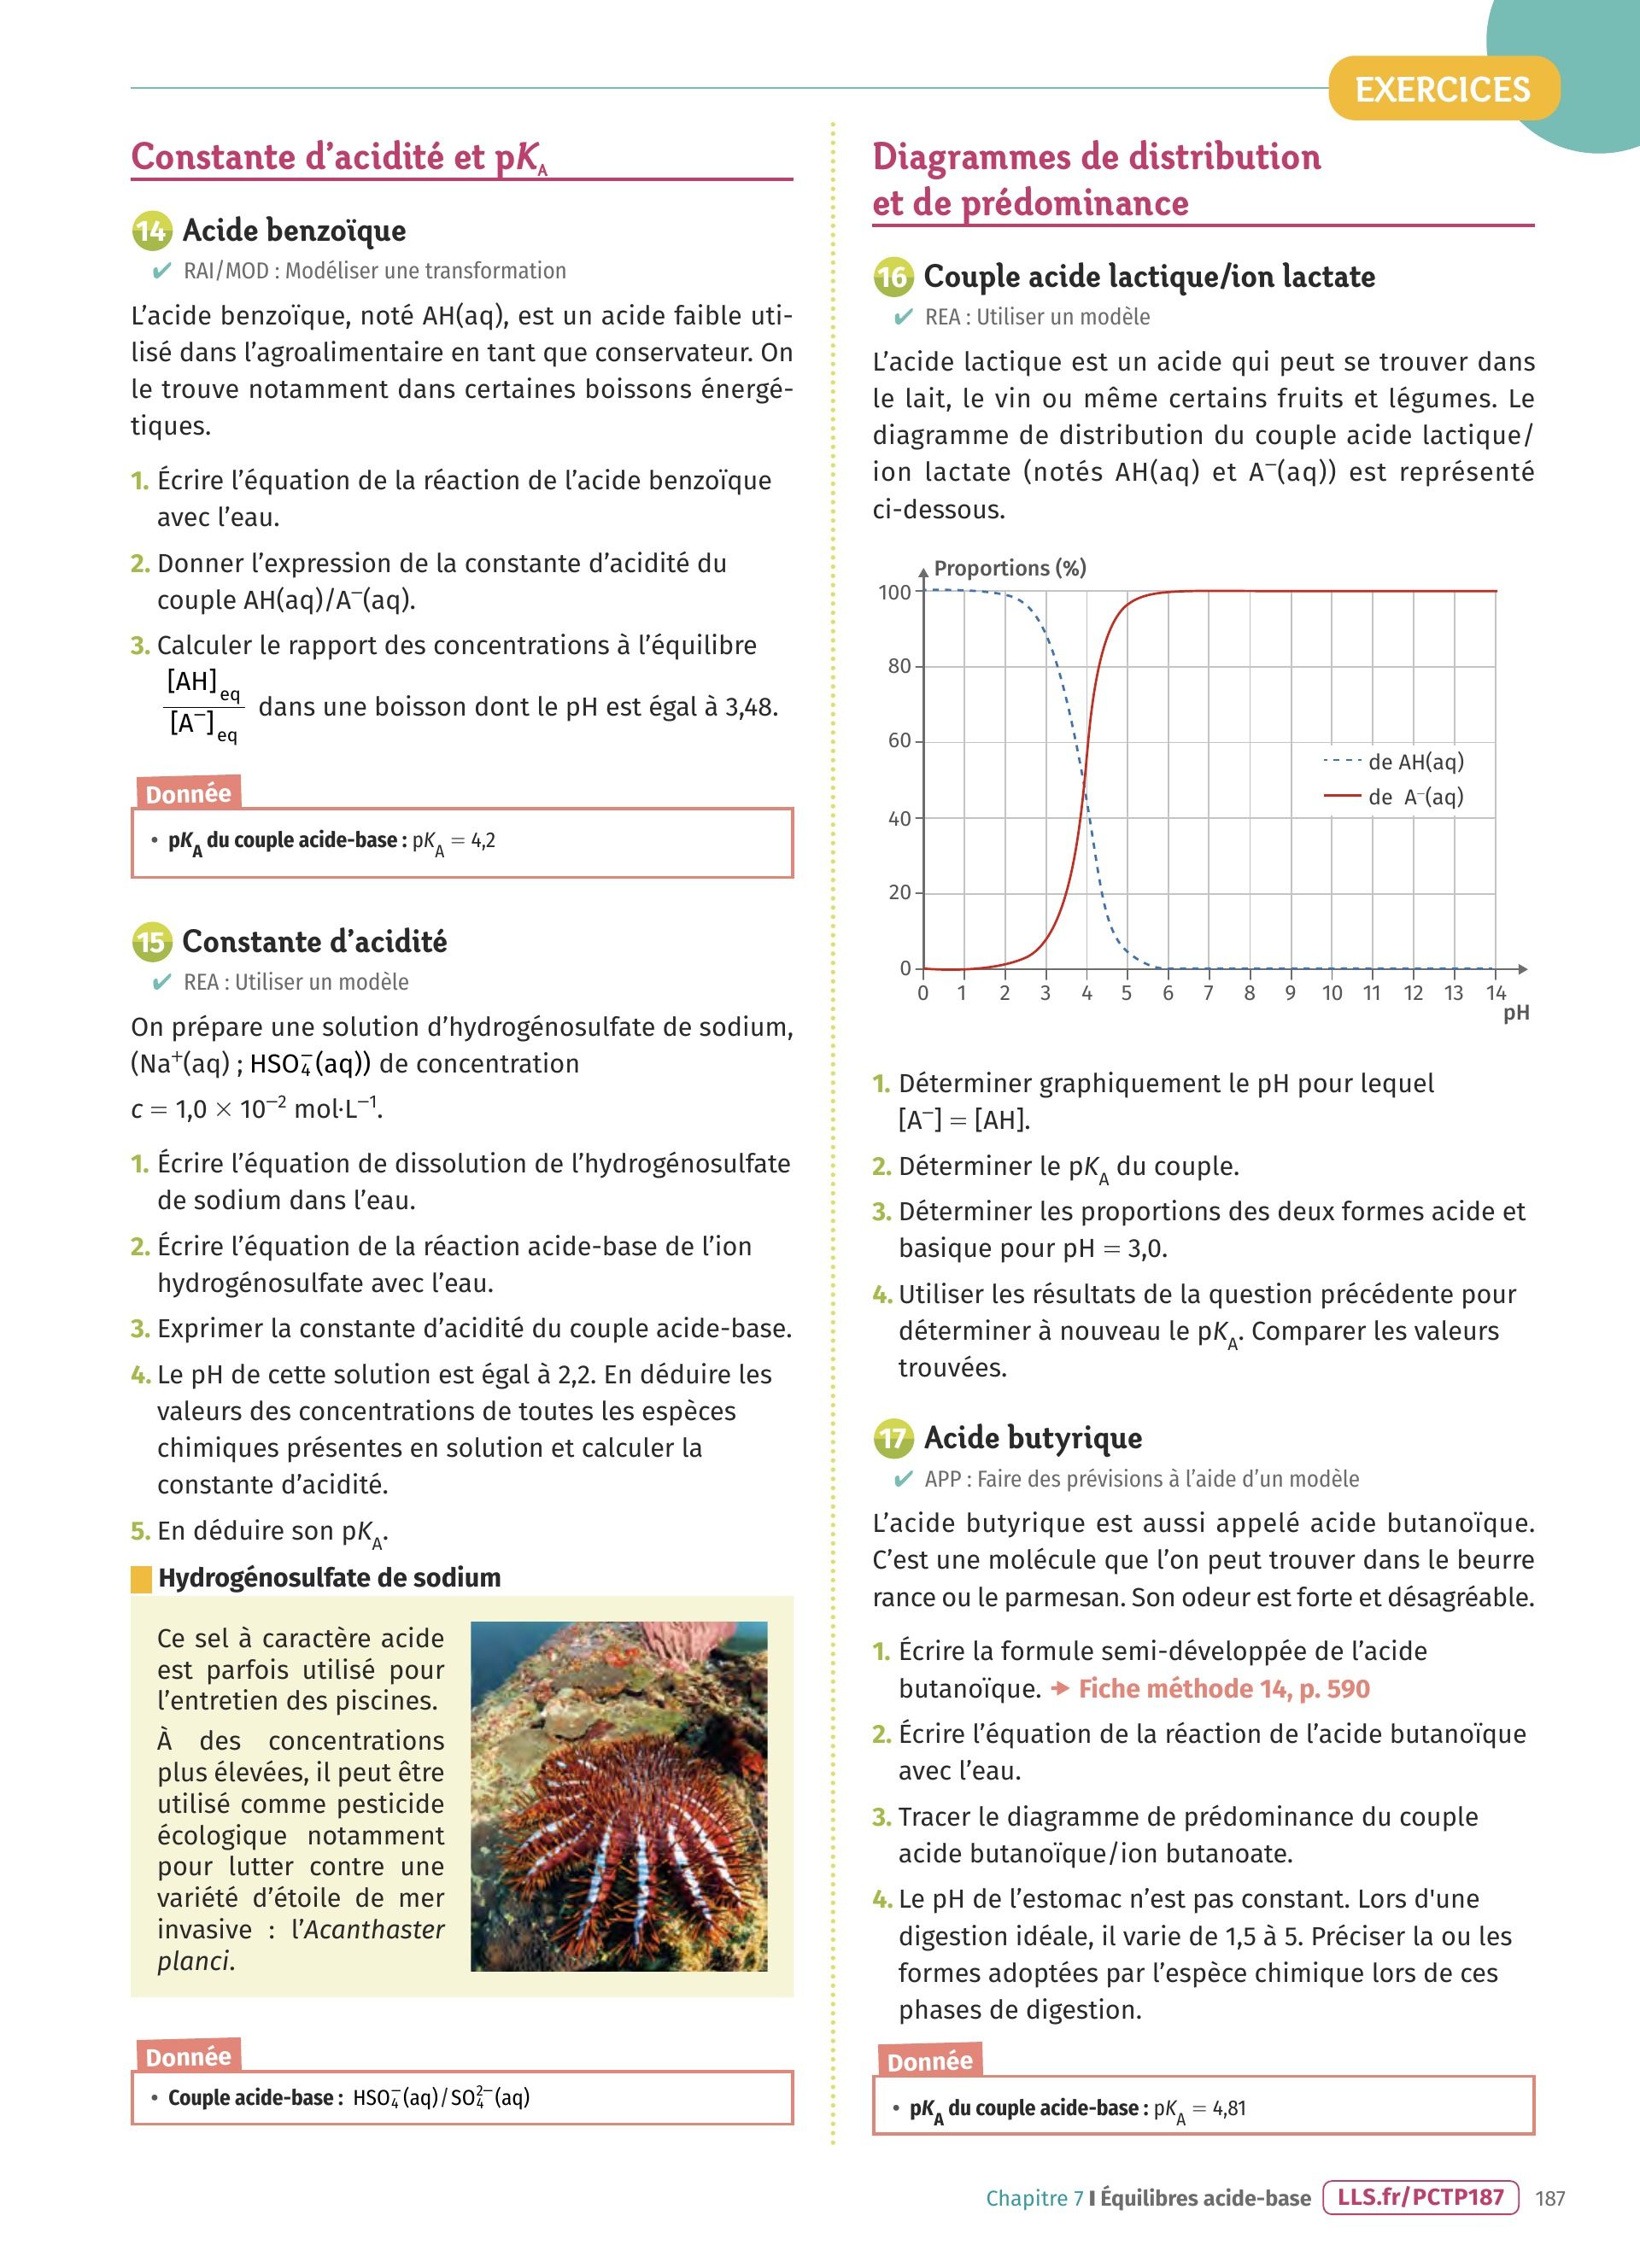 EXERCICES
Constante d'acidité et pKA
14 Acide benzoïque
✔ RAI/MOD : Modéliser une transformation
L'acide benzoïque, noté AH(aq), est un acide faible uti-
lisé dans l'agroalimentaire en tant que conservateur. On
le trouve notamment dans certaines boissons énergé-
tiques.
1. Écrire l'équation de la réaction de l'acide benzoïque
avec l'eau.
2. Donner l'expression de la constante d'acidité du
couple AH(aq)/A⁻(aq).
3. Calculer le rapport des concentrations à l'équilibre
[AH]eq
[A⁻]eq
dans une boisson dont le pH est égal à 3,48.
Donnée
• pKA du couple acide-base : pKA = 4,2
15 Constante d'acidité
✔ REA : Utiliser un modèle
On prépare une solution d'hydrogénosulfate de sodium,
(Na⁺(aq) ; HSO₄⁻(aq)) de concentration
c = 1,0 × 10⁻² mol·L⁻¹.
1. Écrire l'équation de dissolution de l'hydrogénosulfate
de sodium dans l'eau.
2. Écrire l'équation de la réaction acide-base de l'ion
hydrogénosulfate avec l'eau.
3. Exprimer la constante d'acidité du couple acide-base.
4. Le pH de cette solution est égal à 2,2. En déduire les
valeurs des concentrations de toutes les espèces
chimiques présentes en solution et calculer la
constante d'acidité.
5. En déduire son pKA.
Hydrogénosulfate de sodium
Ce sel à caractère acide
est parfois utilisé pour
l'entretien des piscines.
À des concentrations
plus élevées, il peut être
utilisé comme pesticide
écologique notamment
pour lutter contre une
variété d'étoile de mer
invasive : l'Acanthaster
planci.
Donnée
• Couple acide-base : HSO₄⁻(aq)/SO₄²⁻(aq)
Diagrammes de distribution
et de prédominance
16 Couple acide lactique/ion lactate
✔ REA : Utiliser un modèle
L'acide lactique est un acide qui peut se trouver dans
le lait, le vin ou même certains fruits et légumes. Le
diagramme de distribution du couple acide lactique/
ion lactate (notés AH(aq) et A⁻(aq)) est représenté
ci-dessous.
Proportions (%)
100
80
60
40
20
0
de AH(aq)
de A⁻(aq)
0 1 2 3 4 5 6 7 8 9 10 11 12 13 14
pH
1. Déterminer graphiquement le pH pour lequel
[A⁻] = [AH].
2. Déterminer le pKA du couple.
3. Déterminer les proportions des deux formes acide et
basique pour pH = 3,0.
4. Utiliser les résultats de la question précédente pour
déterminer à nouveau le pKA. Comparer les valeurs
trouvées.
17 Acide butyrique
✔ APP : Faire des prévisions à l'aide d'un modèle
L'acide butyrique est aussi appelé acide butanoïque.
C'est une molécule que l'on peut trouver dans le beurre
rance ou le parmesan. Son odeur est forte et désagréable.
1. Écrire la formule semi-développée de l'acide
butanoïque. ➜ Fiche méthode 14, p. 590
2. Écrire l'équation de la réaction de l'acide butanoïque
avec l'eau.
3. Tracer le diagramme de prédominance du couple
acide butanoïque/ion butanoate.
4. Le pH de l'estomac n'est pas constant. Lors d'une
digestion idéale, il varie de 1,5 à 5. Préciser la ou les
formes adoptées par l'espèce chimique lors de ces
phases de digestion.
Donnée
• pKA du couple acide-base : pKA = 4,81
Chapitre 7 I Équilibres acide-base LLS.fr/PCTP187 187